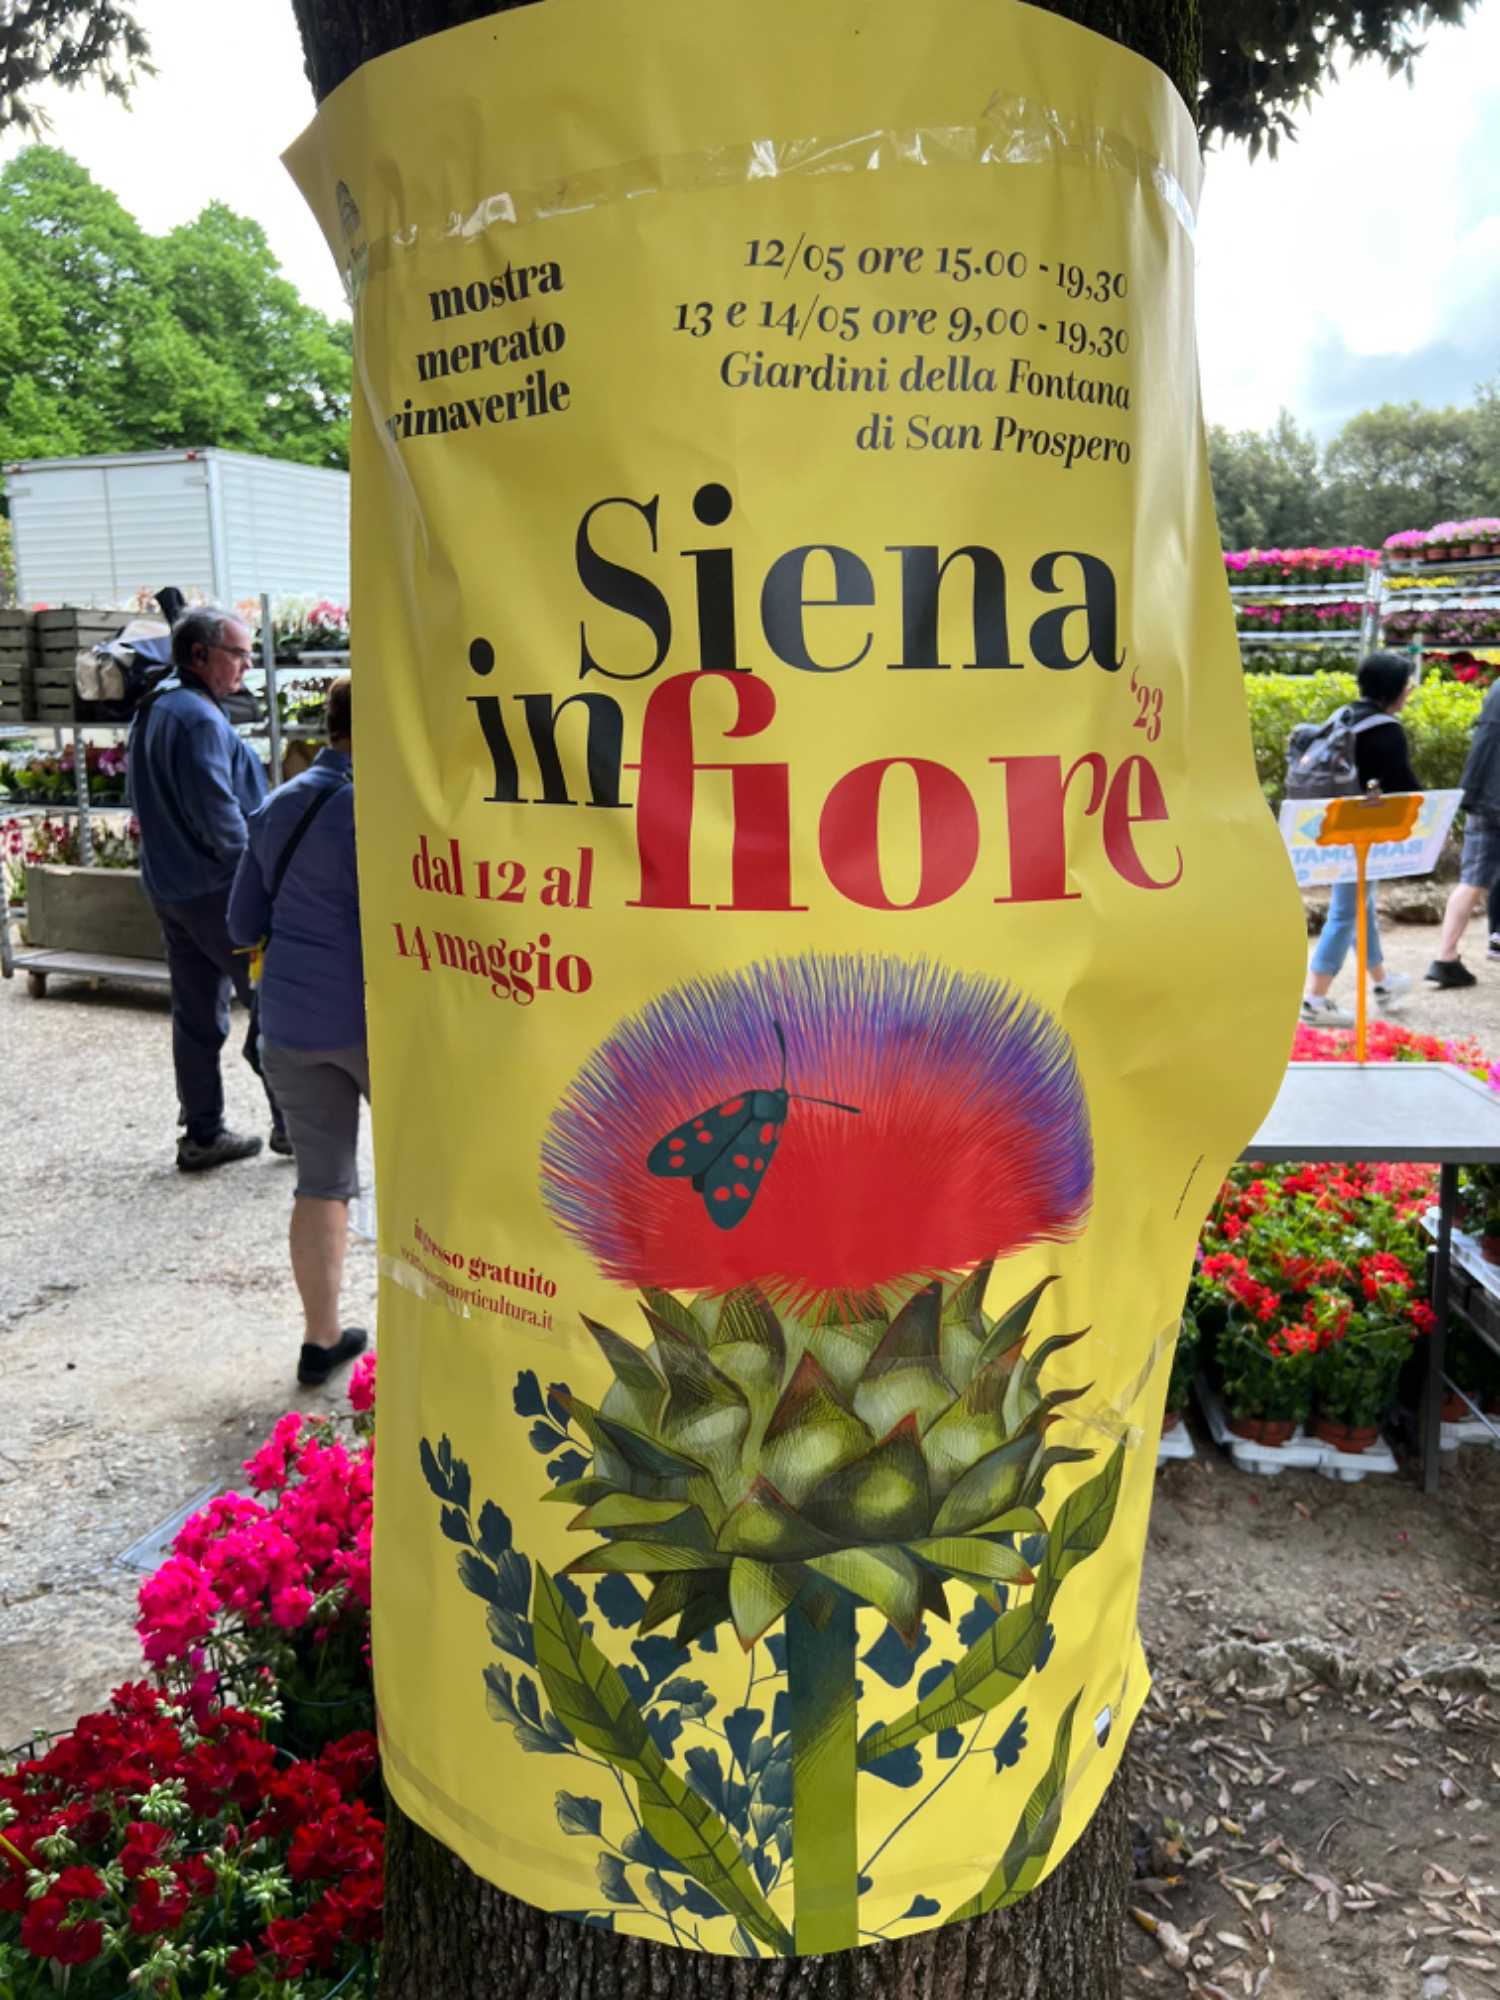 mostra
mercato
rimaverile
12/05 ore 15.00 - 19,30
13 e 14/05 ore 9,00 - 19,30
Giardini della Fontana
di San Prospero
Siena
in fiore
'23
dal 12 al
14 maggio
ingresso gratuito